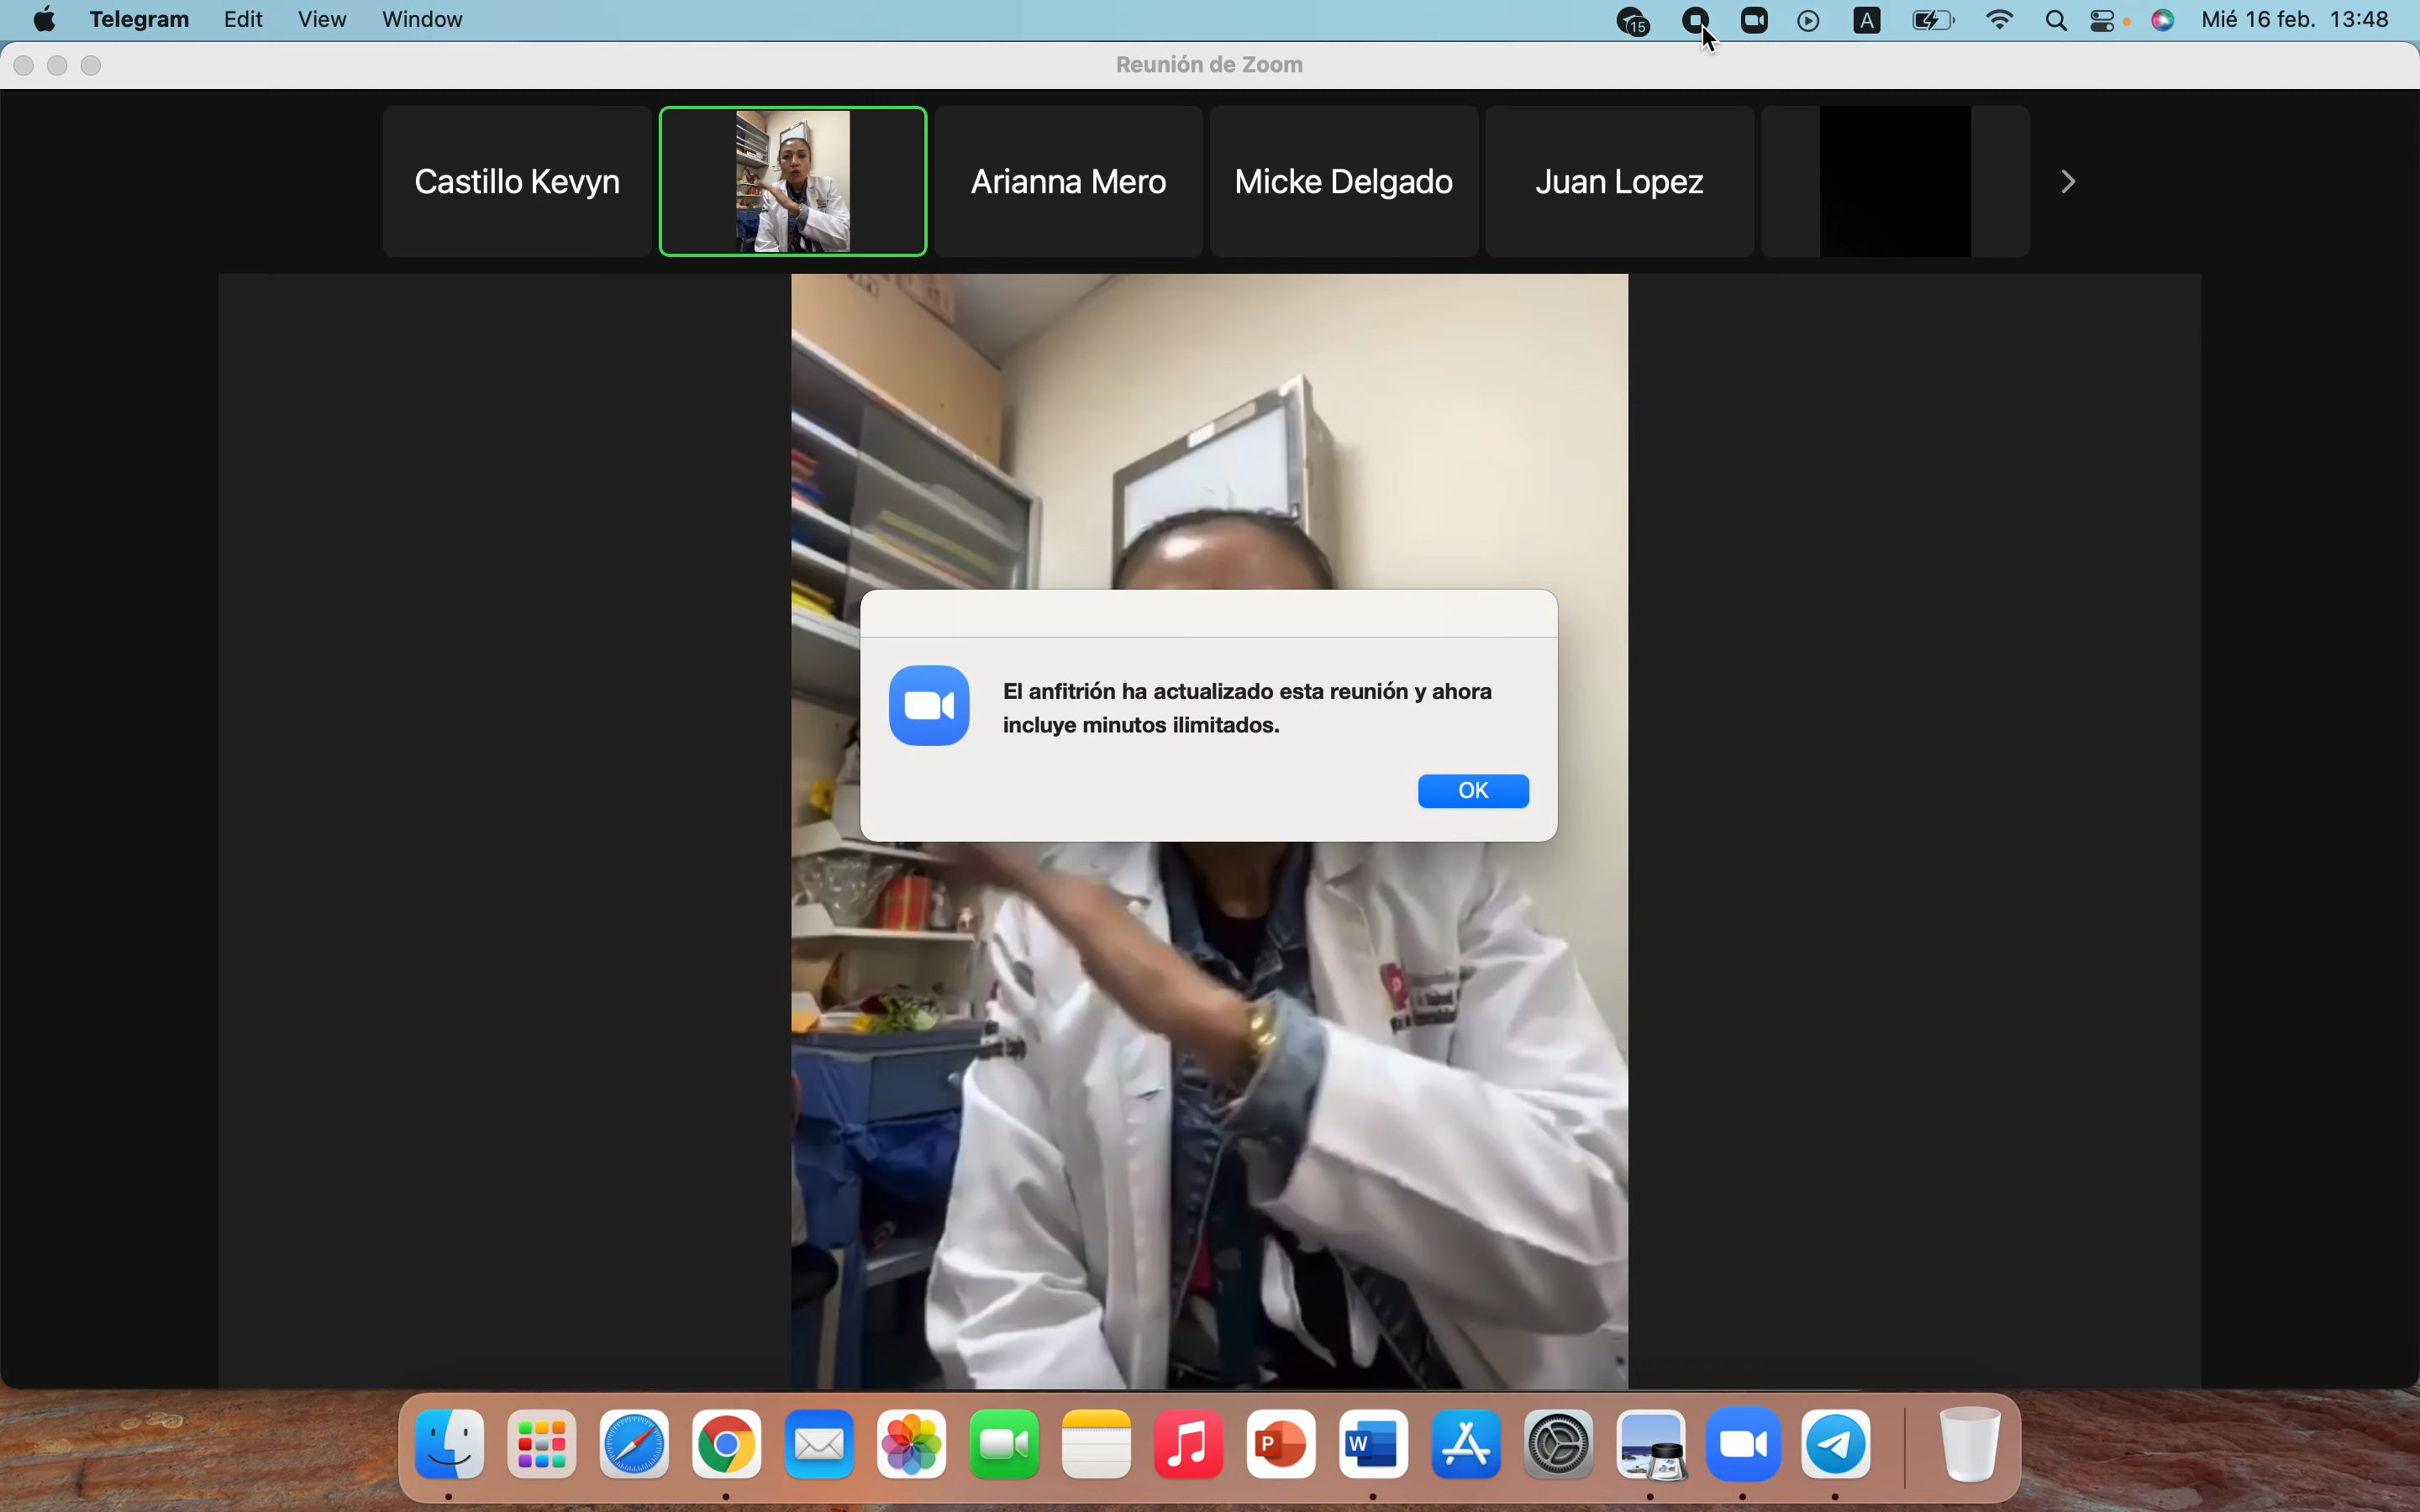 Telegram Edit View Window 15 A Mié 16 feb. 13:48
Reunión de Zoom
Castillo Kevyn Arianna Mero Micke Delgado Juan Lopez
El anfitrión ha actualizado esta reunión y ahora
incluye minutos ilimitados.
OK
P W